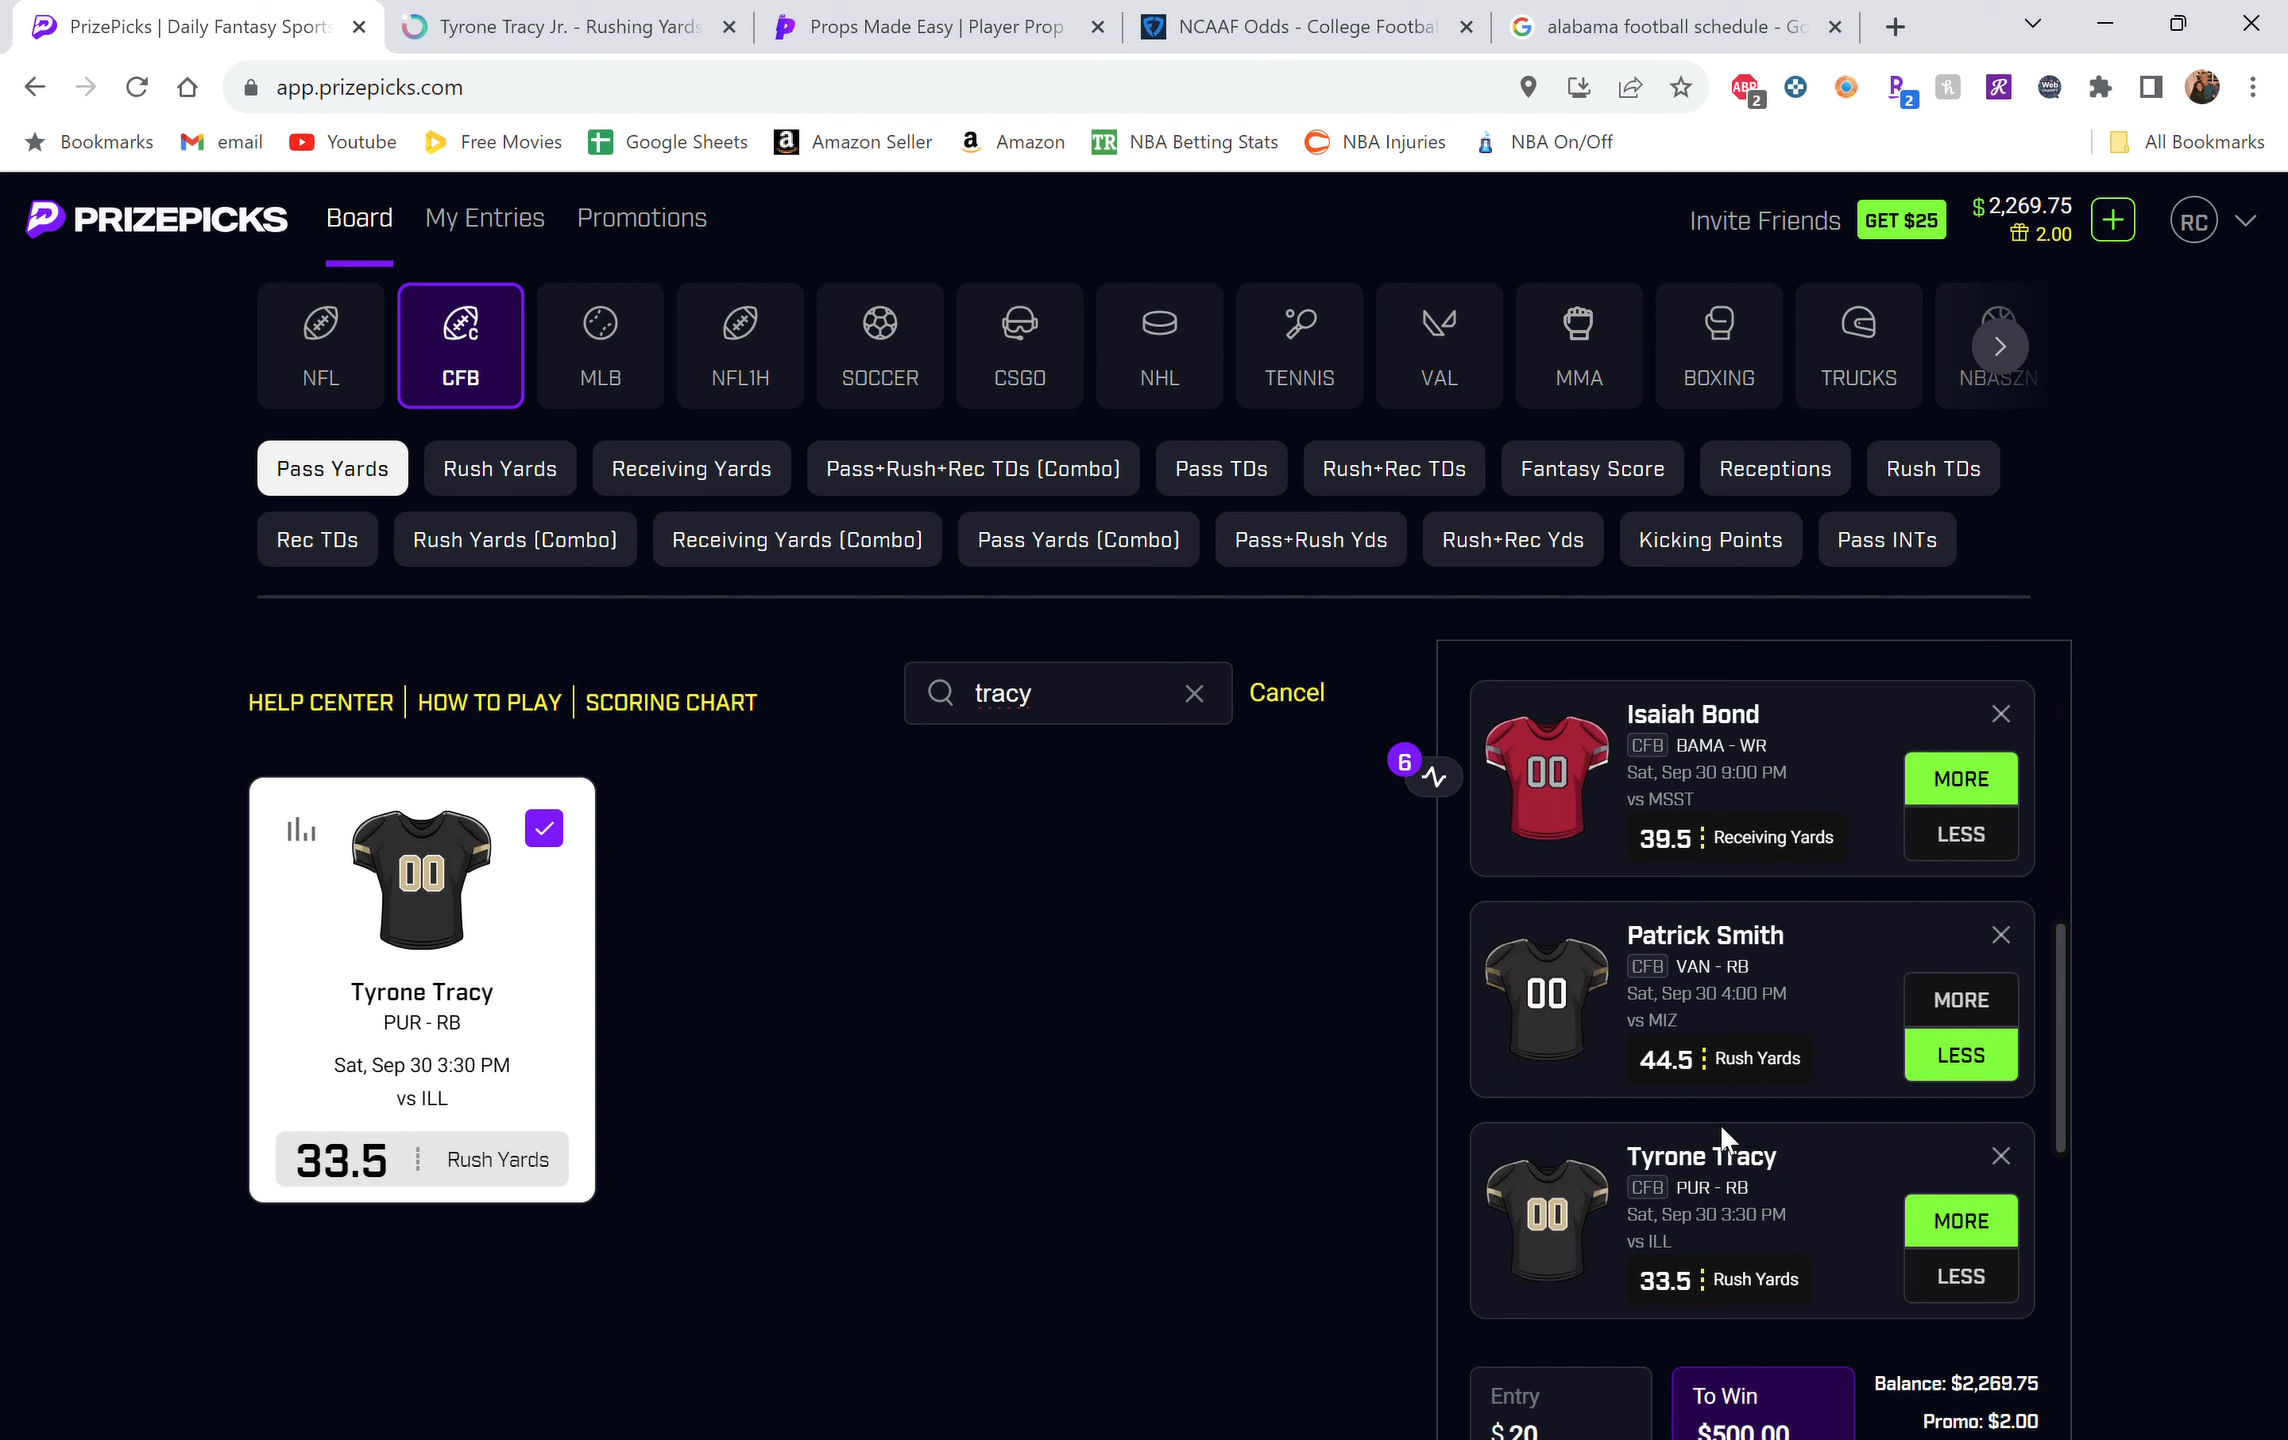 PrizePicks | Daily Fantasy Sports
Tyrone Tracy Jr. - Rushing Yards
Props Made Easy | Player Prop
NCAAF Odds - College Footbal
alabama football schedule - Go
app.prizepicks.com
ABP 2
2
Web
Bookmarks
email
Youtube
Free Movies
Google Sheets
Amazon Seller
Amazon
TR NBA Betting Stats
NBA Injuries
NBA On/Off
All Bookmarks
PRIZEPICKS
Board
My Entries
Promotions
Invite Friends
GET $25
$2,269.75
2.00
RC
NFL
CFB
MLB
NFL1H
SOCCER
CSGO
NHL
TENNIS
VAL
MMA
BOXING
TRUCKS
NBASZN
Pass Yards
Rush Yards
Receiving Yards
Pass+Rush+Rec TDs (Combo)
Pass TDs
Rush+Rec TDs
Fantasy Score
Receptions
Rush TDs
Rec TDs
Rush Yards (Combo)
Receiving Yards (Combo)
Pass Yards (Combo)
Pass+Rush Yds
Rush+Rec Yds
Kicking Points
Pass INTs
HELP CENTER
HOW TO PLAY
SCORING CHART
tracy
Cancel
00
Tyrone Tracy
PUR - RB
Sat, Sep 30 3:30 PM
vs ILL
33.5 Rush Yards
6
00
Isaiah Bond
CFB BAMA - WR
Sat, Sep 30 9:00 PM
vs MSST
39.5 Receiving Yards
MORE
LESS
00
Patrick Smith
CFB VAN - RB
Sat, Sep 30 4:00 PM
vs MIZ
44.5 Rush Yards
MORE
LESS
00
Tyrone Tracy
CFB PUR - RB
Sat, Sep 30 3:30 PM
vs ILL
33.5 Rush Yards
MORE
LESS
Entry
$20
To Win
$500.00
Balance: $2,269.75
Promo: $2.00